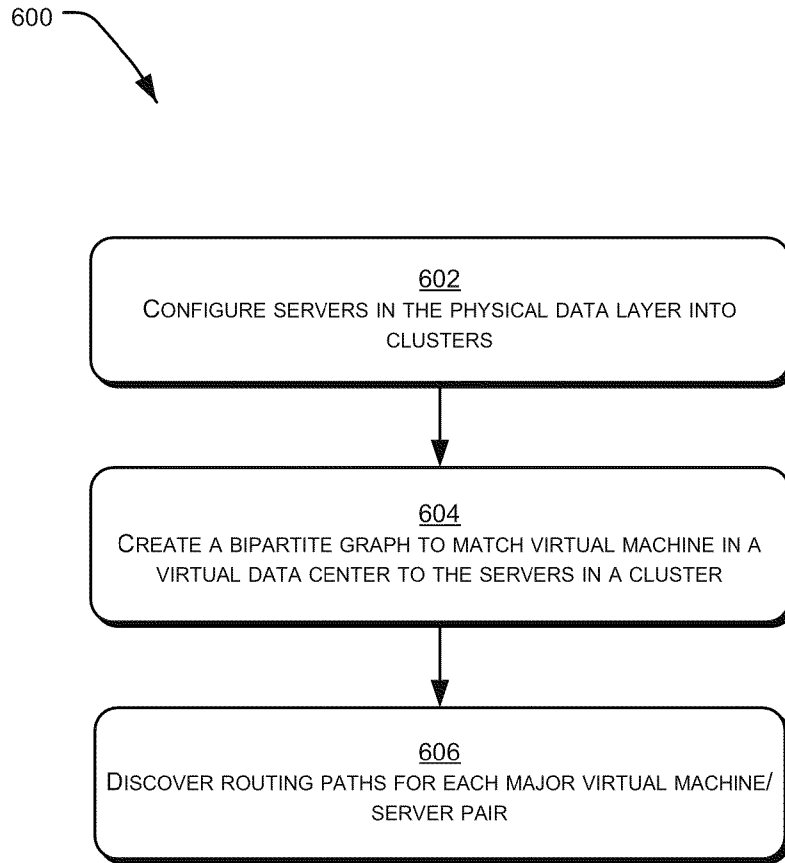 600
602
CONFIGURE SERVERS IN THE PHYSICAL DATA LAYER INTO
CLUSTERS
604
CREATE A BIPARTITE GRAPH TO MATCH VIRTUAL MACHINE IN A
VIRTUAL DATA CENTER TO THE SERVERS IN A CLUSTER
606
DISCOVER ROUTING PATHS FOR EACH MAJOR VIRTUAL MACHINE/
SERVER PAIR